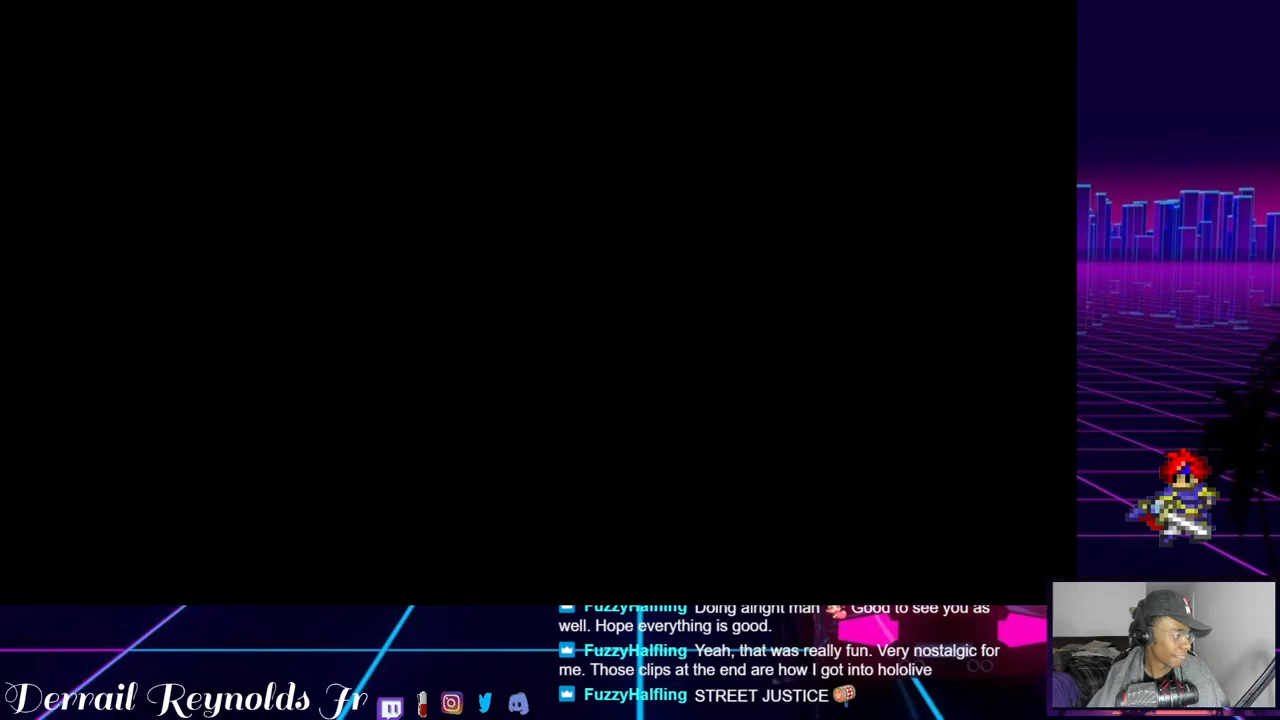 FuzzyHalfling Doing alright man Good to see you as
well. Hope everything is good.
FuzzyHalfling Yeah, that was really fun. Very nostalgic for
me. Those clips at the end are how I got into hololive
FuzzyHalfling STREET JUSTICE
Derrail Reynolds Jr